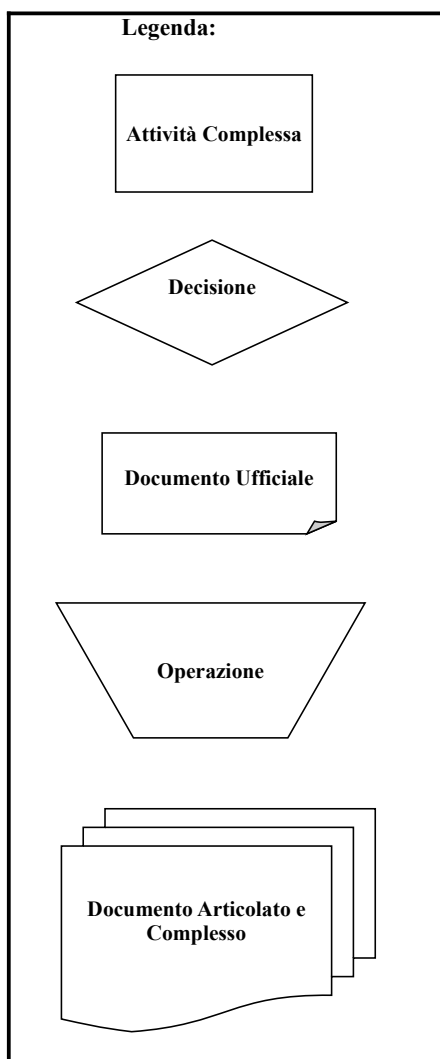 Legenda:
Attività Complessa
Decisione
Documento Ufficiale
Operazione
Documento Articolato e
Complesso